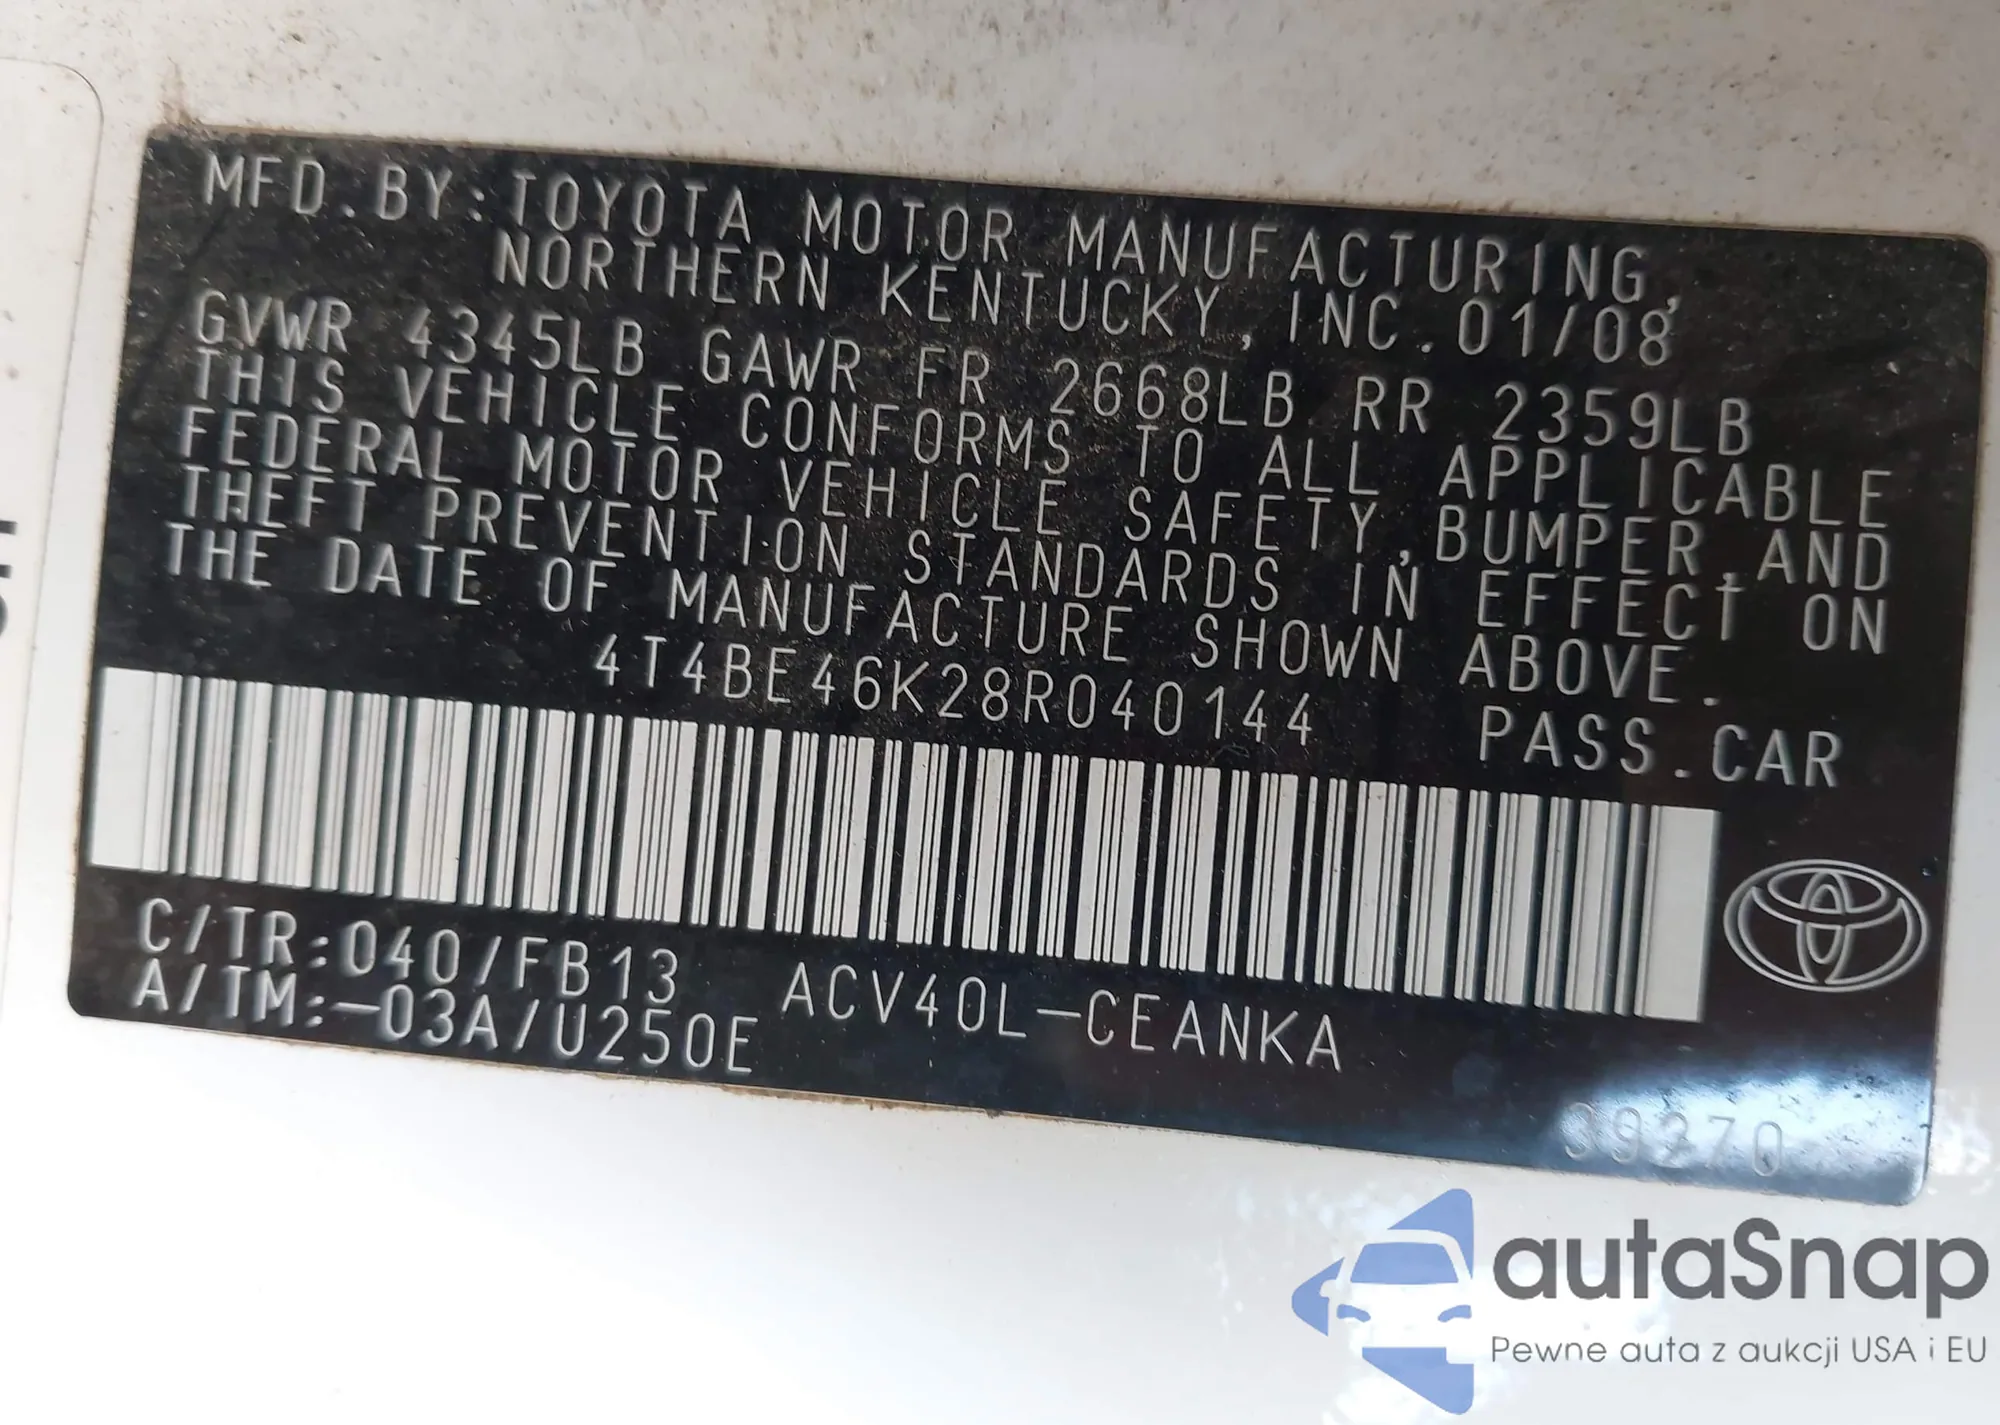 MFD.BY:TOYOTA MOTOR MANUFACTURING,
NORTHERN KENTUCKY, INC. 01/08
GVWR 4345LB GAWR FR 2668LB RR 2359LB
THIS VEHICLE CONFORMS TO ALL APPLICABLE
FEDERAL MOTOR VEHICLE SAFETY,BUMPER,AND
THEFT PREVENTION STANDARDS IN EFFECT ON
THE DATE OF MANUFACTURE SHOWN ABOVE.
4T4BE46K28R040144
PASS.CAR
C/TR:040/FB13 ACV40L-CEANKA
A/TM:-03A/U250E
39270
autaSnap
Pewne auta z aukcji USA i EU